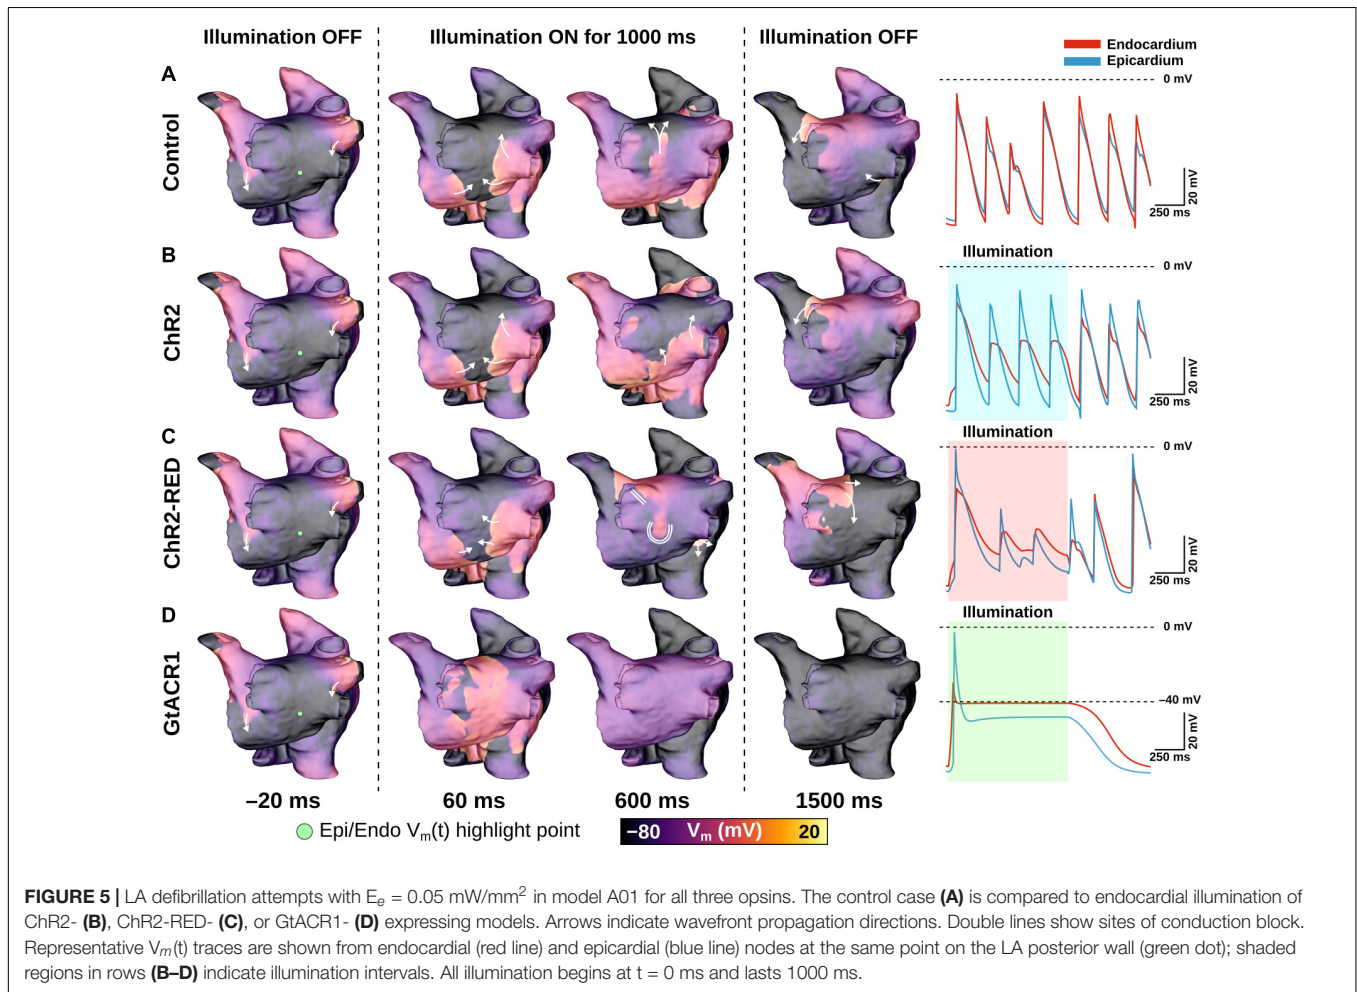 Illumination OFF
Illumination ON for 1000 ms
Illumination OFF
Endocardium
Epicardium
A
Control
0 mV
20 mV
250 ms
B
ChR2
Illumination
0 mV
20 mV
250 ms
C
ChR2-RED
Illumination
0 mV
20 mV
250 ms
D
GtACR1
Illumination
0 mV
−40 mV
20 mV
250 ms
−20 ms
60 ms
600 ms
1500 ms
Epi/Endo Vm(t) highlight point
−80 Vm (mV) 20
FIGURE 5 | LA defibrillation attempts with Ee = 0.05 mW/mm2 in model A01 for all three opsins. The control case (A) is compared to endocardial illumination of
ChR2- (B), ChR2-RED- (C), or GtACR1- (D) expressing models. Arrows indicate wavefront propagation directions. Double lines show sites of conduction block.
Representative Vm(t) traces are shown from endocardial (red line) and epicardial (blue line) nodes at the same point on the LA posterior wall (green dot); shaded
regions in rows (B–D) indicate illumination intervals. All illumination begins at t = 0 ms and lasts 1000 ms.